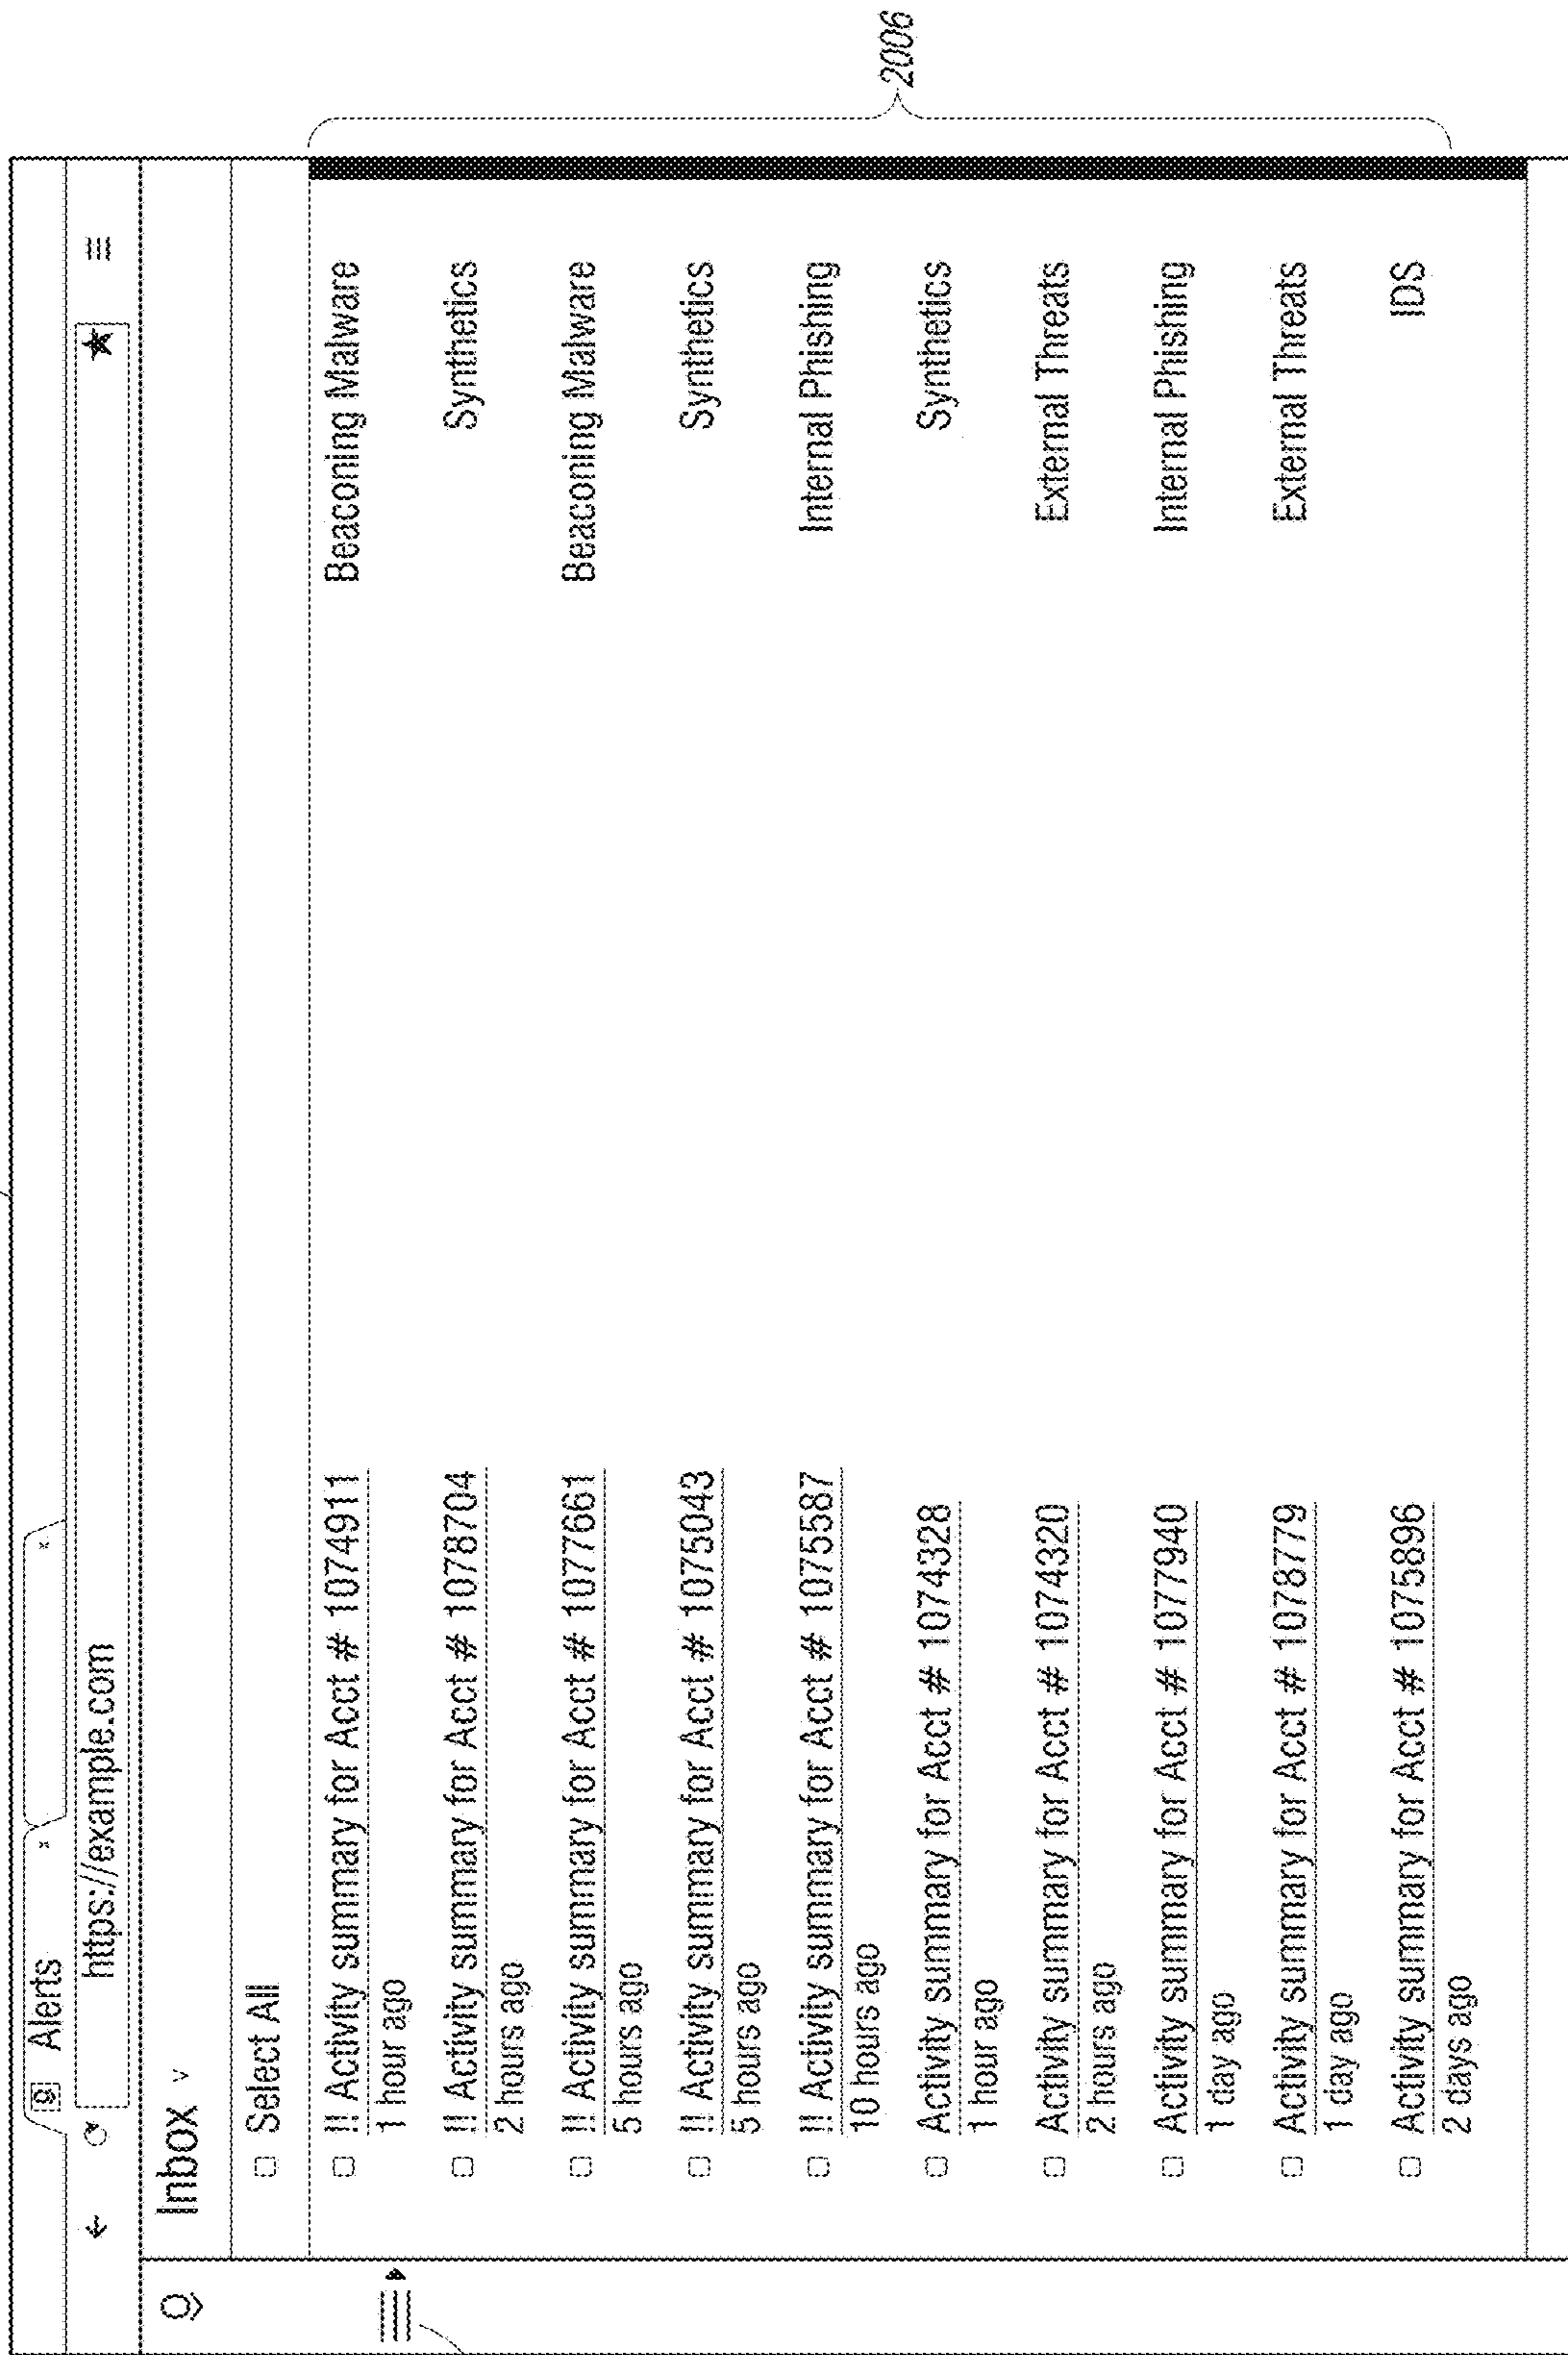 Alerts
https://example.com
Inbox
Select All
!!! Activity summary for Acct # 1074911 Beaconing Malware
1 hour ago
!!! Activity summary for Acct # 1078704 Synthetics
2 hours ago
!!! Activity summary for Acct # 1077661 Beaconing Malware
5 hours ago
!!! Activity summary for Acct # 1075043 Synthetics
5 hours ago
!!! Activity summary for Acct # 1075587 Internal Phishing
10 hours ago
Activity summary for Acct # 1074328 Synthetics
1 hour ago
Activity summary for Acct # 1074320 External Threats
2 hours ago
Activity summary for Acct # 1077940 Internal Phishing
1 day ago
Activity summary for Acct # 1078779 External Threats
1 day ago
Activity summary for Acct # 1075896 IDS
2 days ago
2006